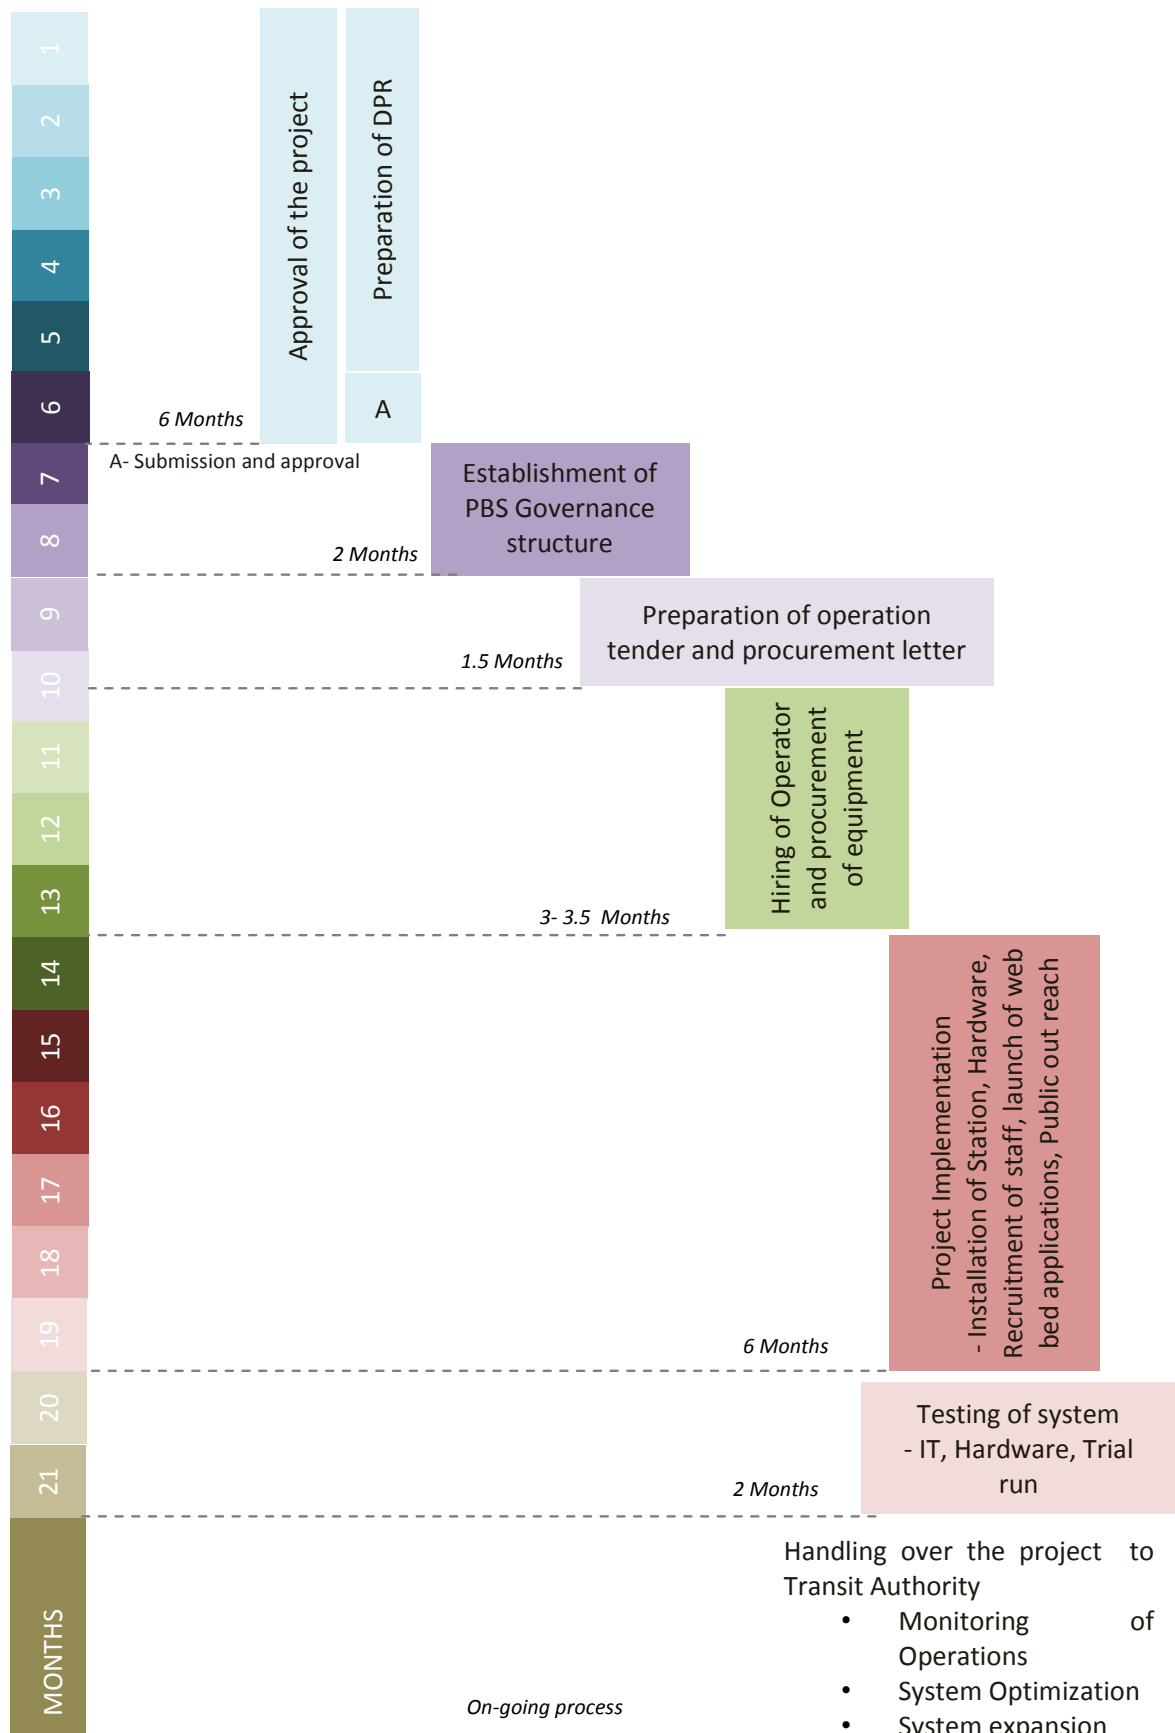 1
2
3
4
5
6
7
8
9
10
11
12
13
14
15
16
17
18
19
20
21
MONTHS
Approval of the project
Preparation of DPR
A
6 Months
A- Submission and approval
Establishment of
PBS Governance
structure
2 Months
Preparation of operation
tender and procurement letter
1.5 Months
Hiring of Operator
and procurement
of equipment
3- 3.5 Months
Project Implementation
- Installation of Station, Hardware,
Recruitment of staff, launch of web
bed applications, Public out reach
6 Months
Testing of system
- IT, Hardware, Trial
run
2 Months
Handling over the project to
Transit Authority
• Monitoring of
Operations
• System Optimization
• System expansion
On-going process